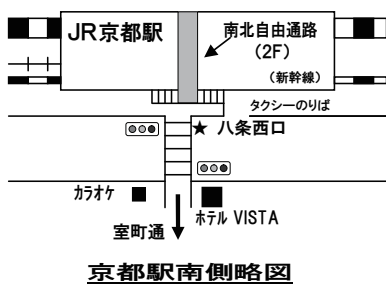 JR京都駅
南北自由通路
(2F)
(新幹線)
タクシーのりば
★ 八条西口
カラオケ
ホテル VISTA
室町通
京都駅南側略図